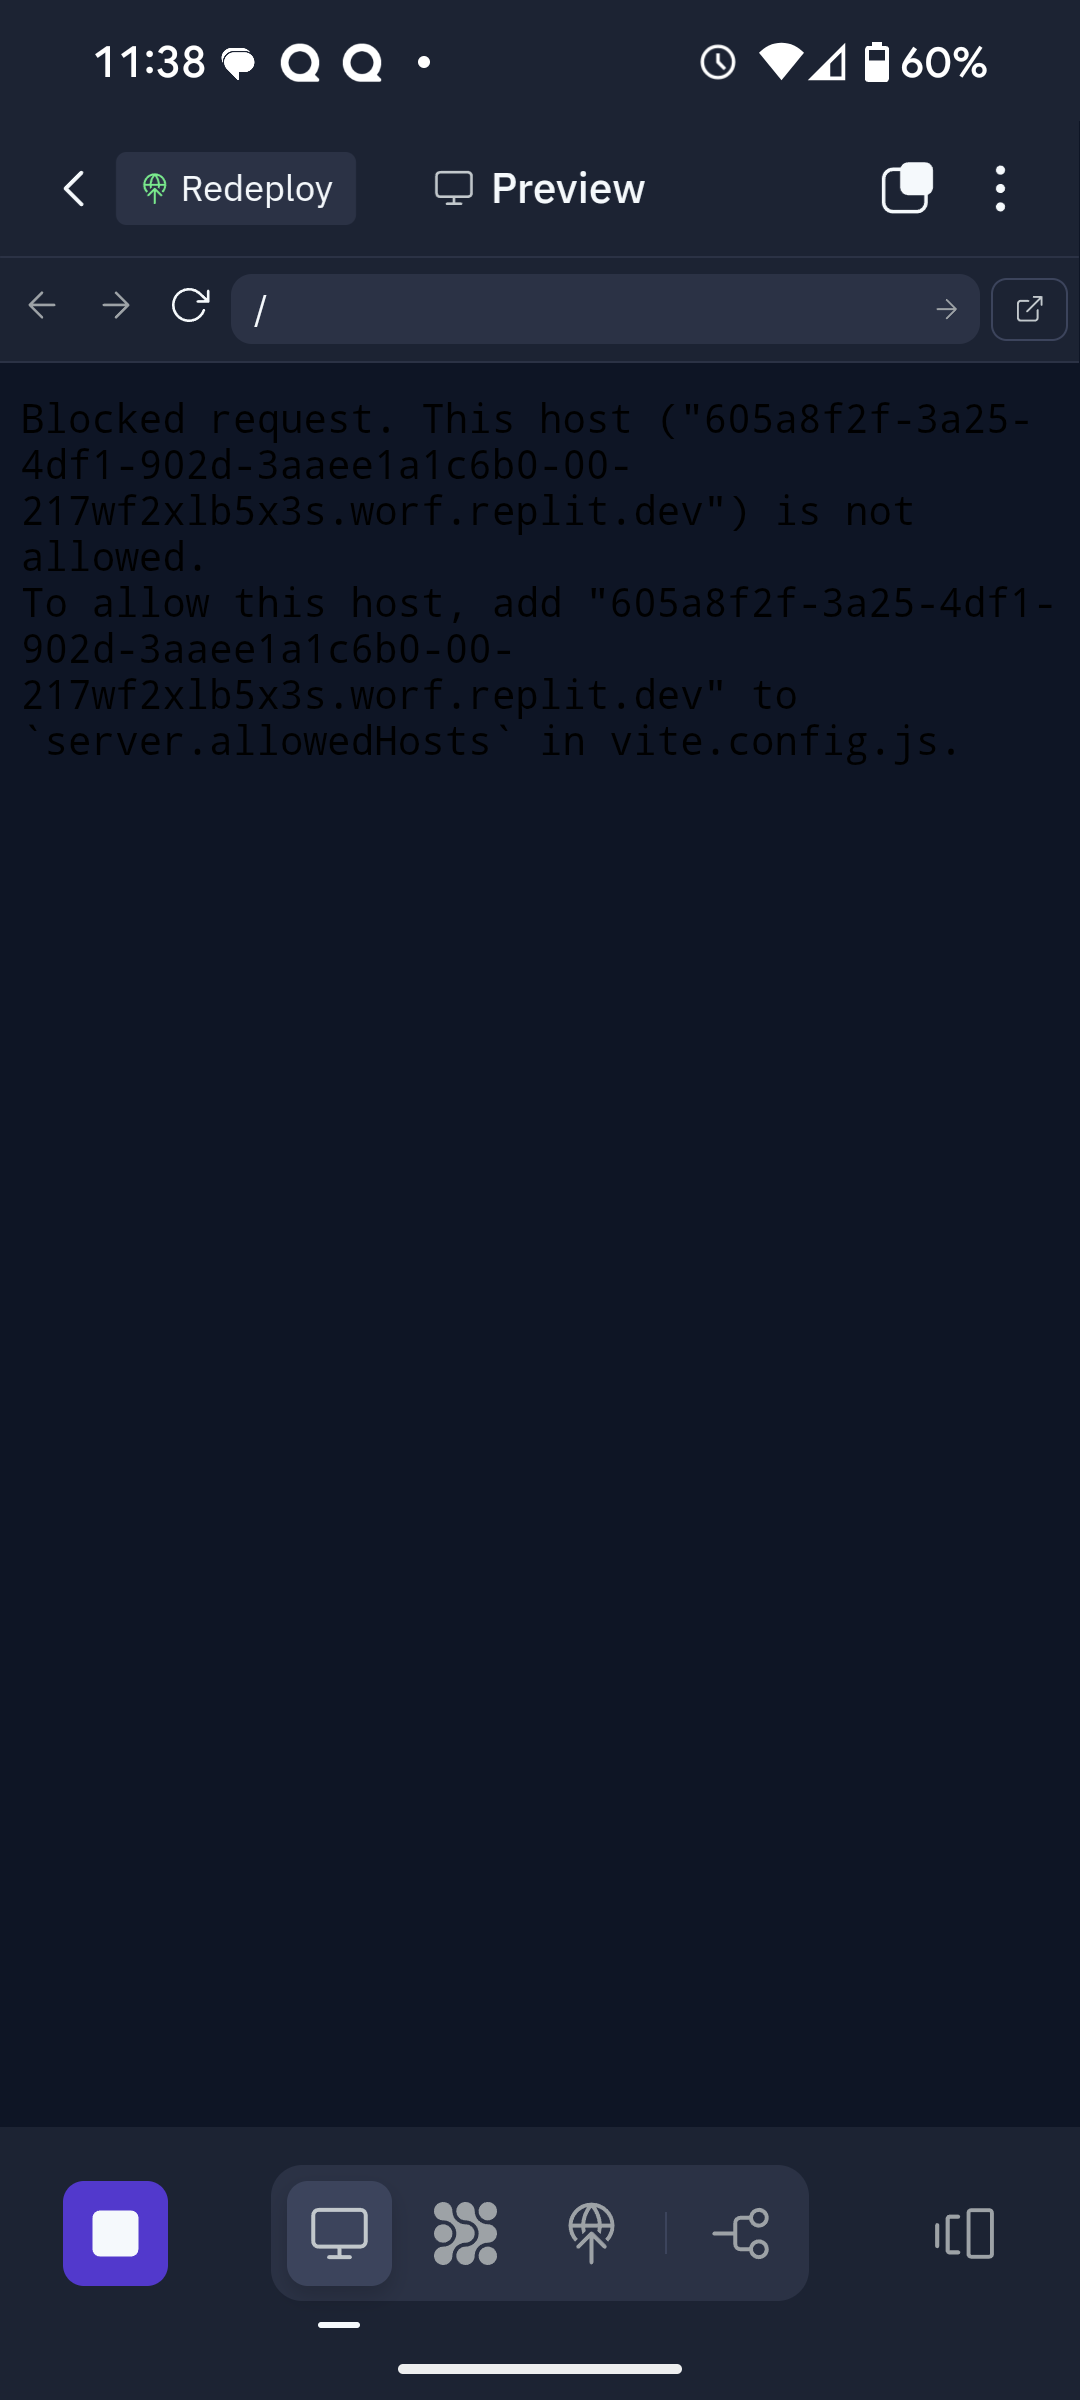 11:38
60%
Redeploy
Preview
/
Blocked request. This host ("605a8f2f-3a25-
4df1-902d-3aaee1a1c6b0-00-
217wf2xlb5x3s.worf.replit.dev") is not
allowed.
To allow this host, add "605a8f2f-3a25-4df1-
902d-3aaee1a1c6b0-00-
217wf2xlb5x3s.worf.replit.dev" to
`server.allowedHosts` in vite.config.js.